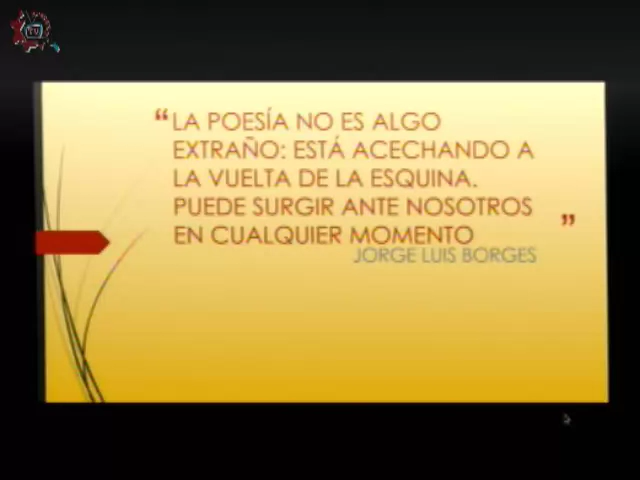 TV
“LA POESÍA NO ES ALGO
EXTRAÑO: ESTÁ ACECHANDO A
LA VUELTA DE LA ESQUINA.
PUEDE SURGIR ANTE NOSOTROS
EN CUALQUIER MOMENTO”
JORGE LUIS BORGES